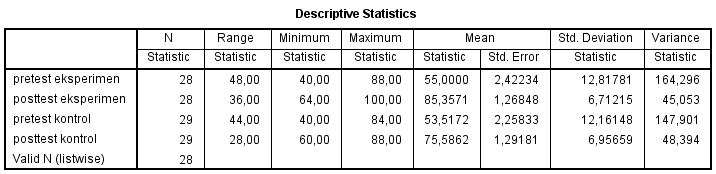 Descriptive Statistics
N Range Minimum Maximum Mean Std. Deviation Variance
Statistic Statistic Statistic Statistic Statistic Std. Error Statistic Statistic
pretest eksperimen 28 48,00 40,00 88,00 55,0000 2,42234 12,81781 164,296
posttest eksperimen 28 36,00 64,00 100,00 85,3571 1,26848 6,71215 45,053
pretest kontrol 29 44,00 40,00 84,00 53,5172 2,25833 12,16148 147,901
posttest kontrol 29 28,00 60,00 88,00 75,5862 1,29181 6,95659 48,394
Valid N (listwise) 28